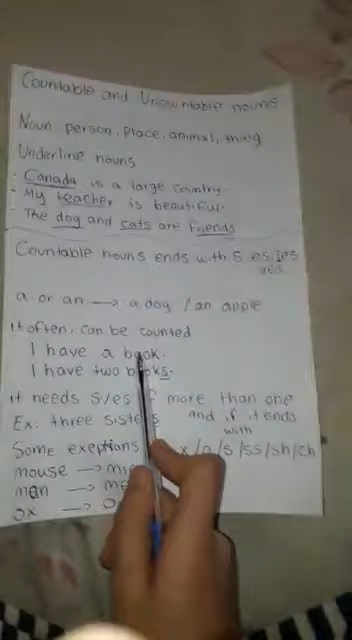 Countable and Uncountable nouns
Noun person, place, animal, thing
Underline nouns
- Canada is a large country.
- My teacher is beautiful.
- The dog and cats are friends
Countable nouns ends with S es, Ies
ves
a or an → a dog / an apple
it often, can be counted
I have a book.
I have two books.
it needs S/es if more than one
Ex: three sisters and if it ends
with
Some exeptions x/o/s/ss/sh/ch
mouse →
man →
ox →